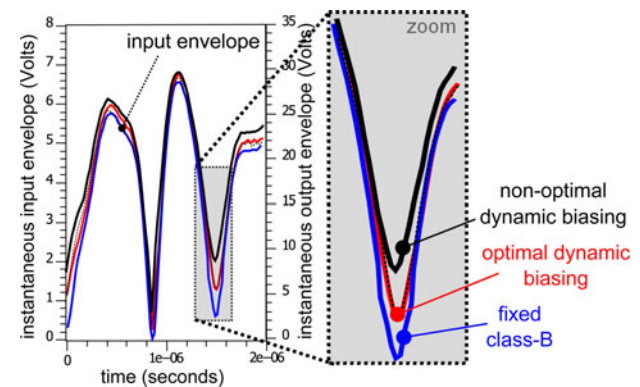 instantaneous input envelope (Volts)
8
7
6
5
4
3
2
1
0
input envelope
35
30
25
20
15
10
5
0
instantaneous output envelope (Volts)
0
1e-06
2e-06
time (seconds)
zoom
non-optimal
dynamic biasing
optimal dynamic
biasing
fixed
class-B